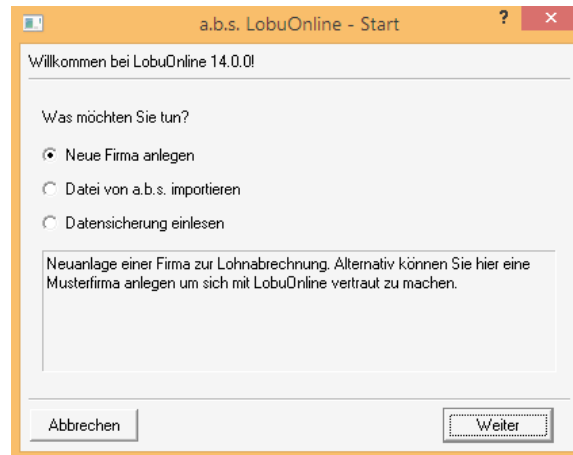 a.b.s. LobuOnline - Start
?
Willkommen bei LobuOnline 14.0.0!
Was möchten Sie tun?
Neue Firma anlegen
Datei von a.b.s. importieren
Datensicherung einlesen
Neuanlage einer Firma zur Lohnabrechnung. Alternativ können Sie hier eine
Musterfirma anlegen um sich mit LobuOnline vertraut zu machen.
Abbrechen
Weiter